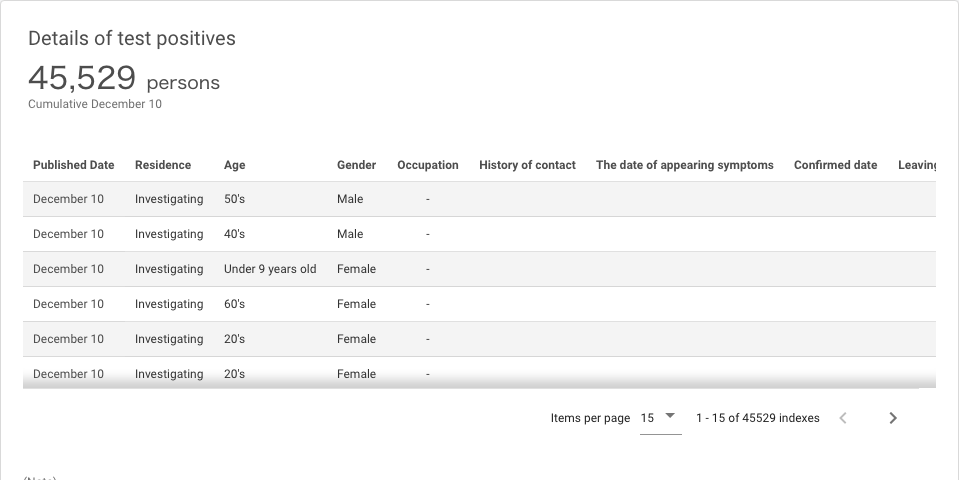 Details of test positives
45,529 persons
Cumulative December 10
Published Date Residence Age Gender Occupation History of contact The date of appearing symptoms Confirmed date Leaving
December 10 Investigating 50's Male -
December 10 Investigating 40's Male -
December 10 Investigating Under 9 years old Female -
December 10 Investigating 60's Female -
December 10 Investigating 20's Female -
December 10 Investigating 20's Female -
Items per page 15 1 - 15 of 45529 indexes